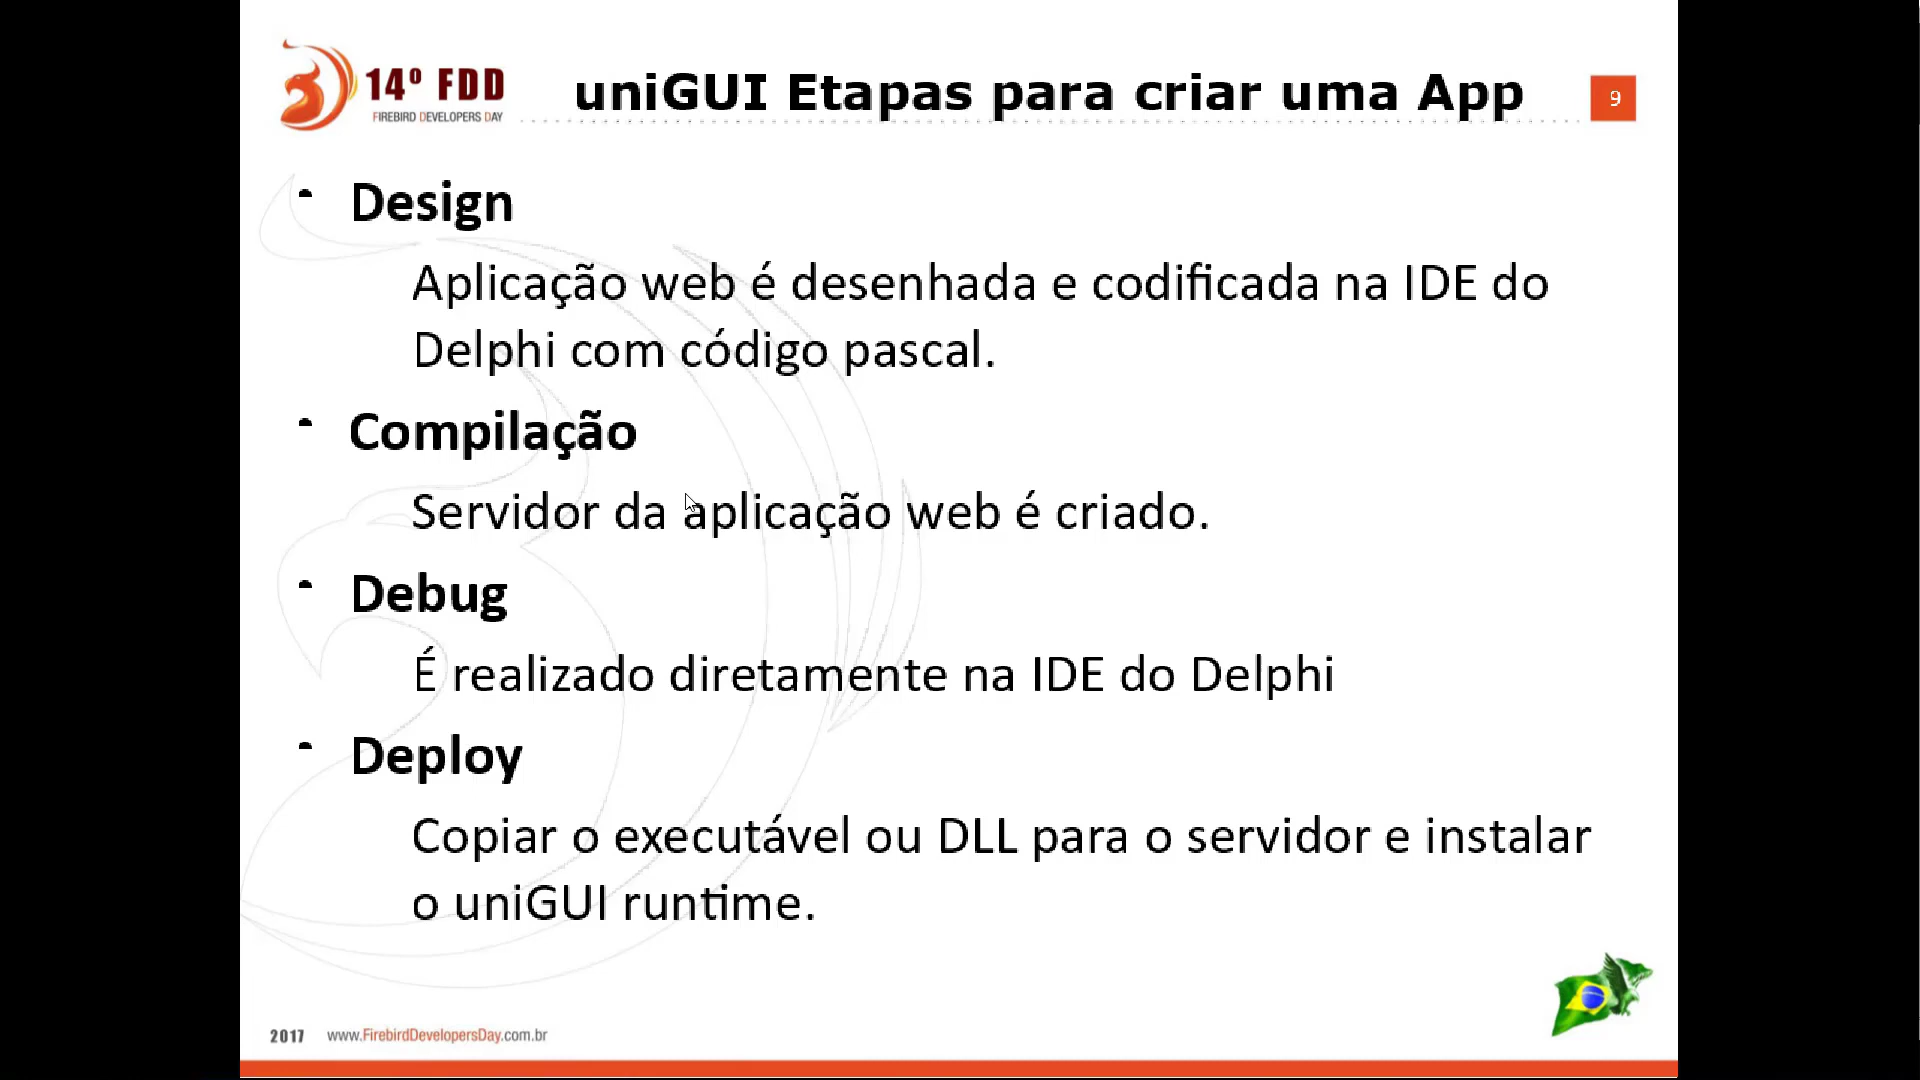 14º FDD
FIREBIRD DEVELOPERS DAY
uniGUI Etapas para criar uma App
9
Design
Aplicação web é desenhada e codificada na IDE do
Delphi com código pascal.
Compilação
Servidor da aplicação web é criado.
Debug
É realizado diretamente na IDE do Delphi
Deploy
Copiar o executável ou DLL para o servidor e instalar
o uniGUI runtime.
2017 www.FirebirdDevelopersDay.com.br